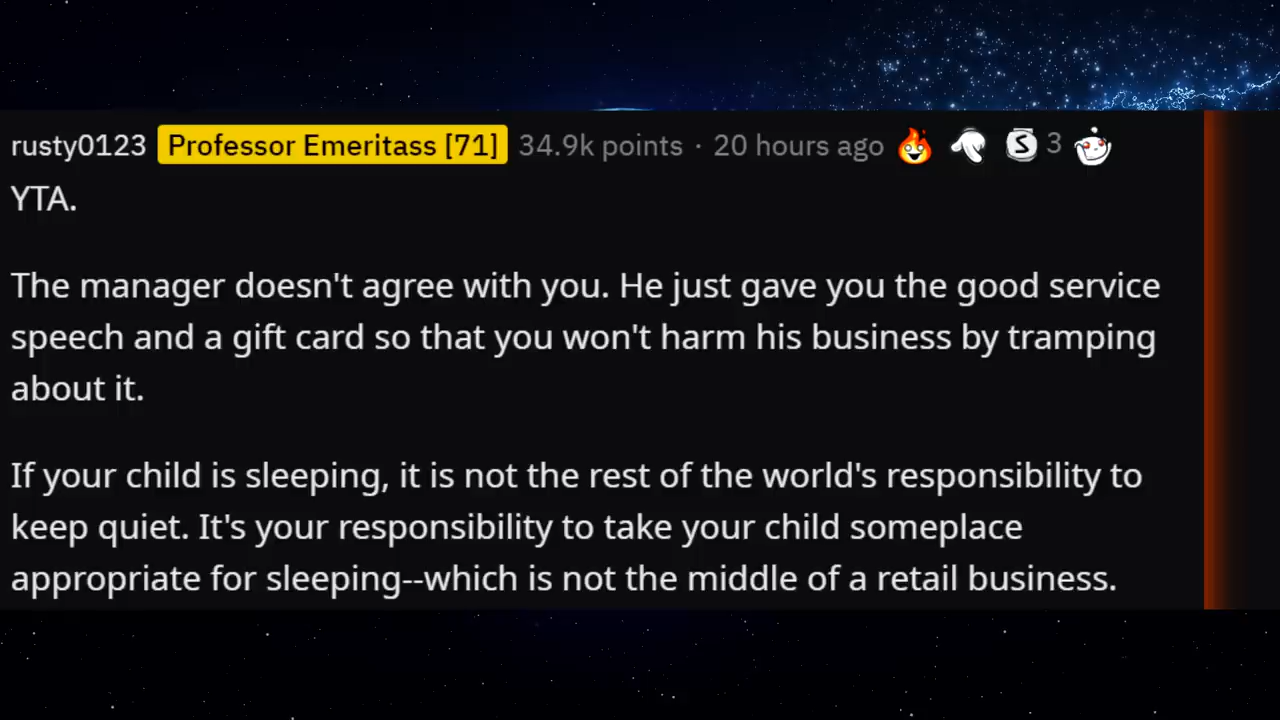 rusty0123 Professor Emeritass [71] 34.9k points · 20 hours ago S 3
YTA.
The manager doesn't agree with you. He just gave you the good service
speech and a gift card so that you won't harm his business by tramping
about it.
If your child is sleeping, it is not the rest of the world's responsibility to
keep quiet. It's your responsibility to take your child someplace
appropriate for sleeping--which is not the middle of a retail business.